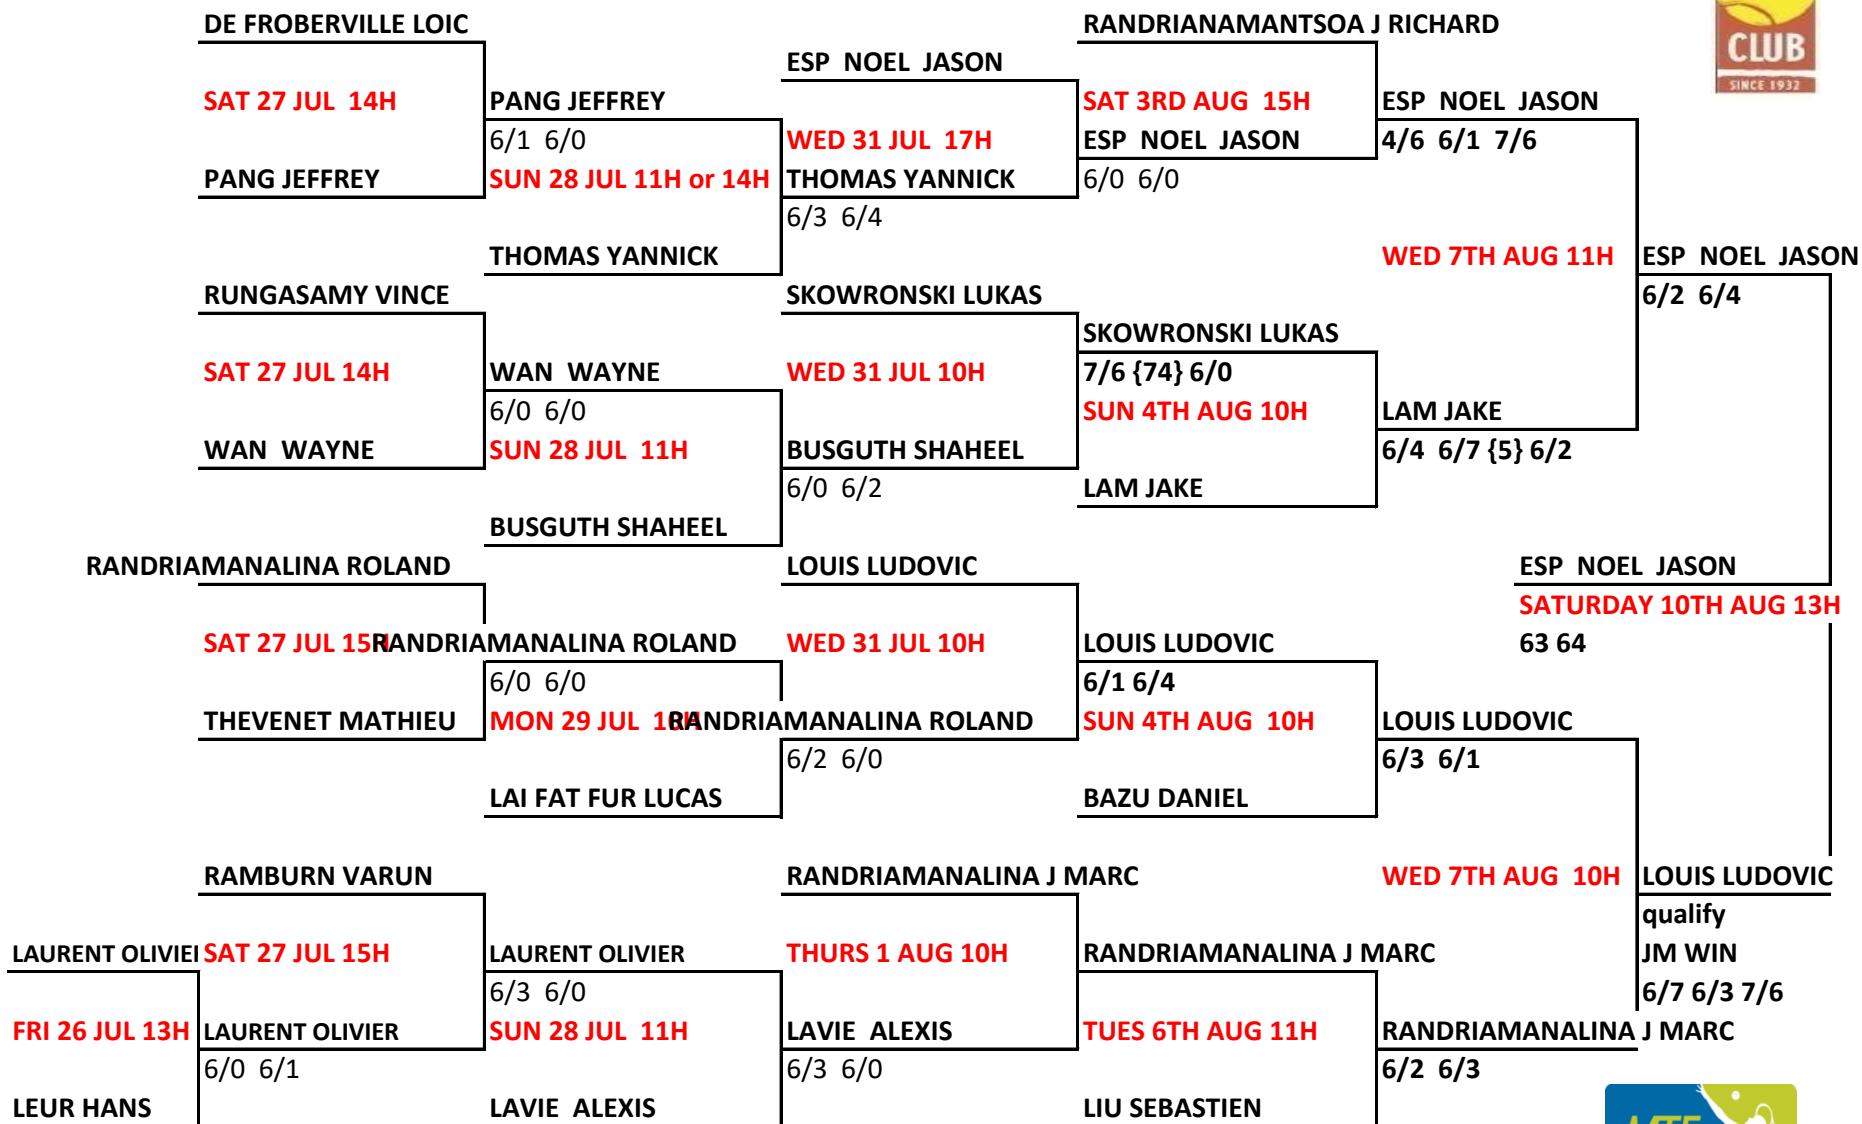 DE FROBERVILLE LOIC RANDRIANAMANTSOA J RICHARD
CLUB
ESP NOEL JASON
SINCE 1932
SAT 27 JUL 14H PANG JEFFREY SAT 3RD AUG 15H ESP NOEL JASON
6/1 6/0 WED 31 JUL 17H ESP NOEL JASON 4/6 6/1 7/6
PANG JEFFREY SUN 28 JUL 11H or 14H THOMAS YANNICK 6/0 6/0
6/3 6/4
THOMAS YANNICK WED 7TH AUG 11H ESP NOEL JASON
RUNGASAMY VINCE SKOWRONSKI LUKAS 6/2 6/4
SKOWRONSKI LUKAS
SAT 27 JUL 14H WAN WAYNE WED 31 JUL 10H 7/6 {74} 6/0
6/0 6/0 SUN 4TH AUG 10H LAM JAKE
WAN WAYNE SUN 28 JUL 11H BUSGUTH SHAHEEL 6/4 6/7 {5} 6/2
6/0 6/2 LAM JAKE
BUSGUTH SHAHEEL
RANDRIAMANALINA ROLAND LOUIS LUDOVIC ESP NOEL JASON
SATURDAY 10TH AUG 13H
SAT 27 JUL 15H RANDRIAMANALINA ROLAND WED 31 JUL 10H LOUIS LUDOVIC 63 64
6/0 6/0 6/1 6/4
THEVENET MATHIEU MON 29 JUL 10H RANDRIAMANALINA ROLAND SUN 4TH AUG 10H LOUIS LUDOVIC
6/2 6/0 6/3 6/1
LAI FAT FUR LUCAS BAZU DANIEL
RAMBURN VARUN RANDRIAMANALINA J MARC WED 7TH AUG 10H LOUIS LUDOVIC
qualify
LAURENT OLIVIER SAT 27 JUL 15H LAURENT OLIVIER THURS 1 AUG 10H RANDRIAMANALINA J MARC JM WIN
6/3 6/0 6/7 6/3 7/6
FRI 26 JUL 13H LAURENT OLIVIER SUN 28 JUL 11H LAVIE ALEXIS TUES 6TH AUG 11H RANDRIAMANALINA J MARC
6/0 6/1 6/3 6/0 6/2 6/3
LEUR HANS LAVIE ALEXIS LIU SEBASTIEN